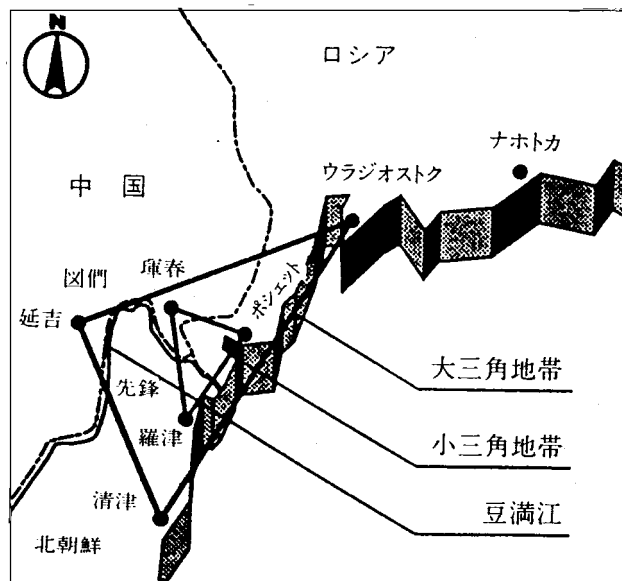 N
ロシア
ナホトカ
ウラジオストク
中国
琿春
図們
ポシェット
延吉
大三角地帯
先鋒
羅津
小三角地帯
清津
豆満江
北朝鮮